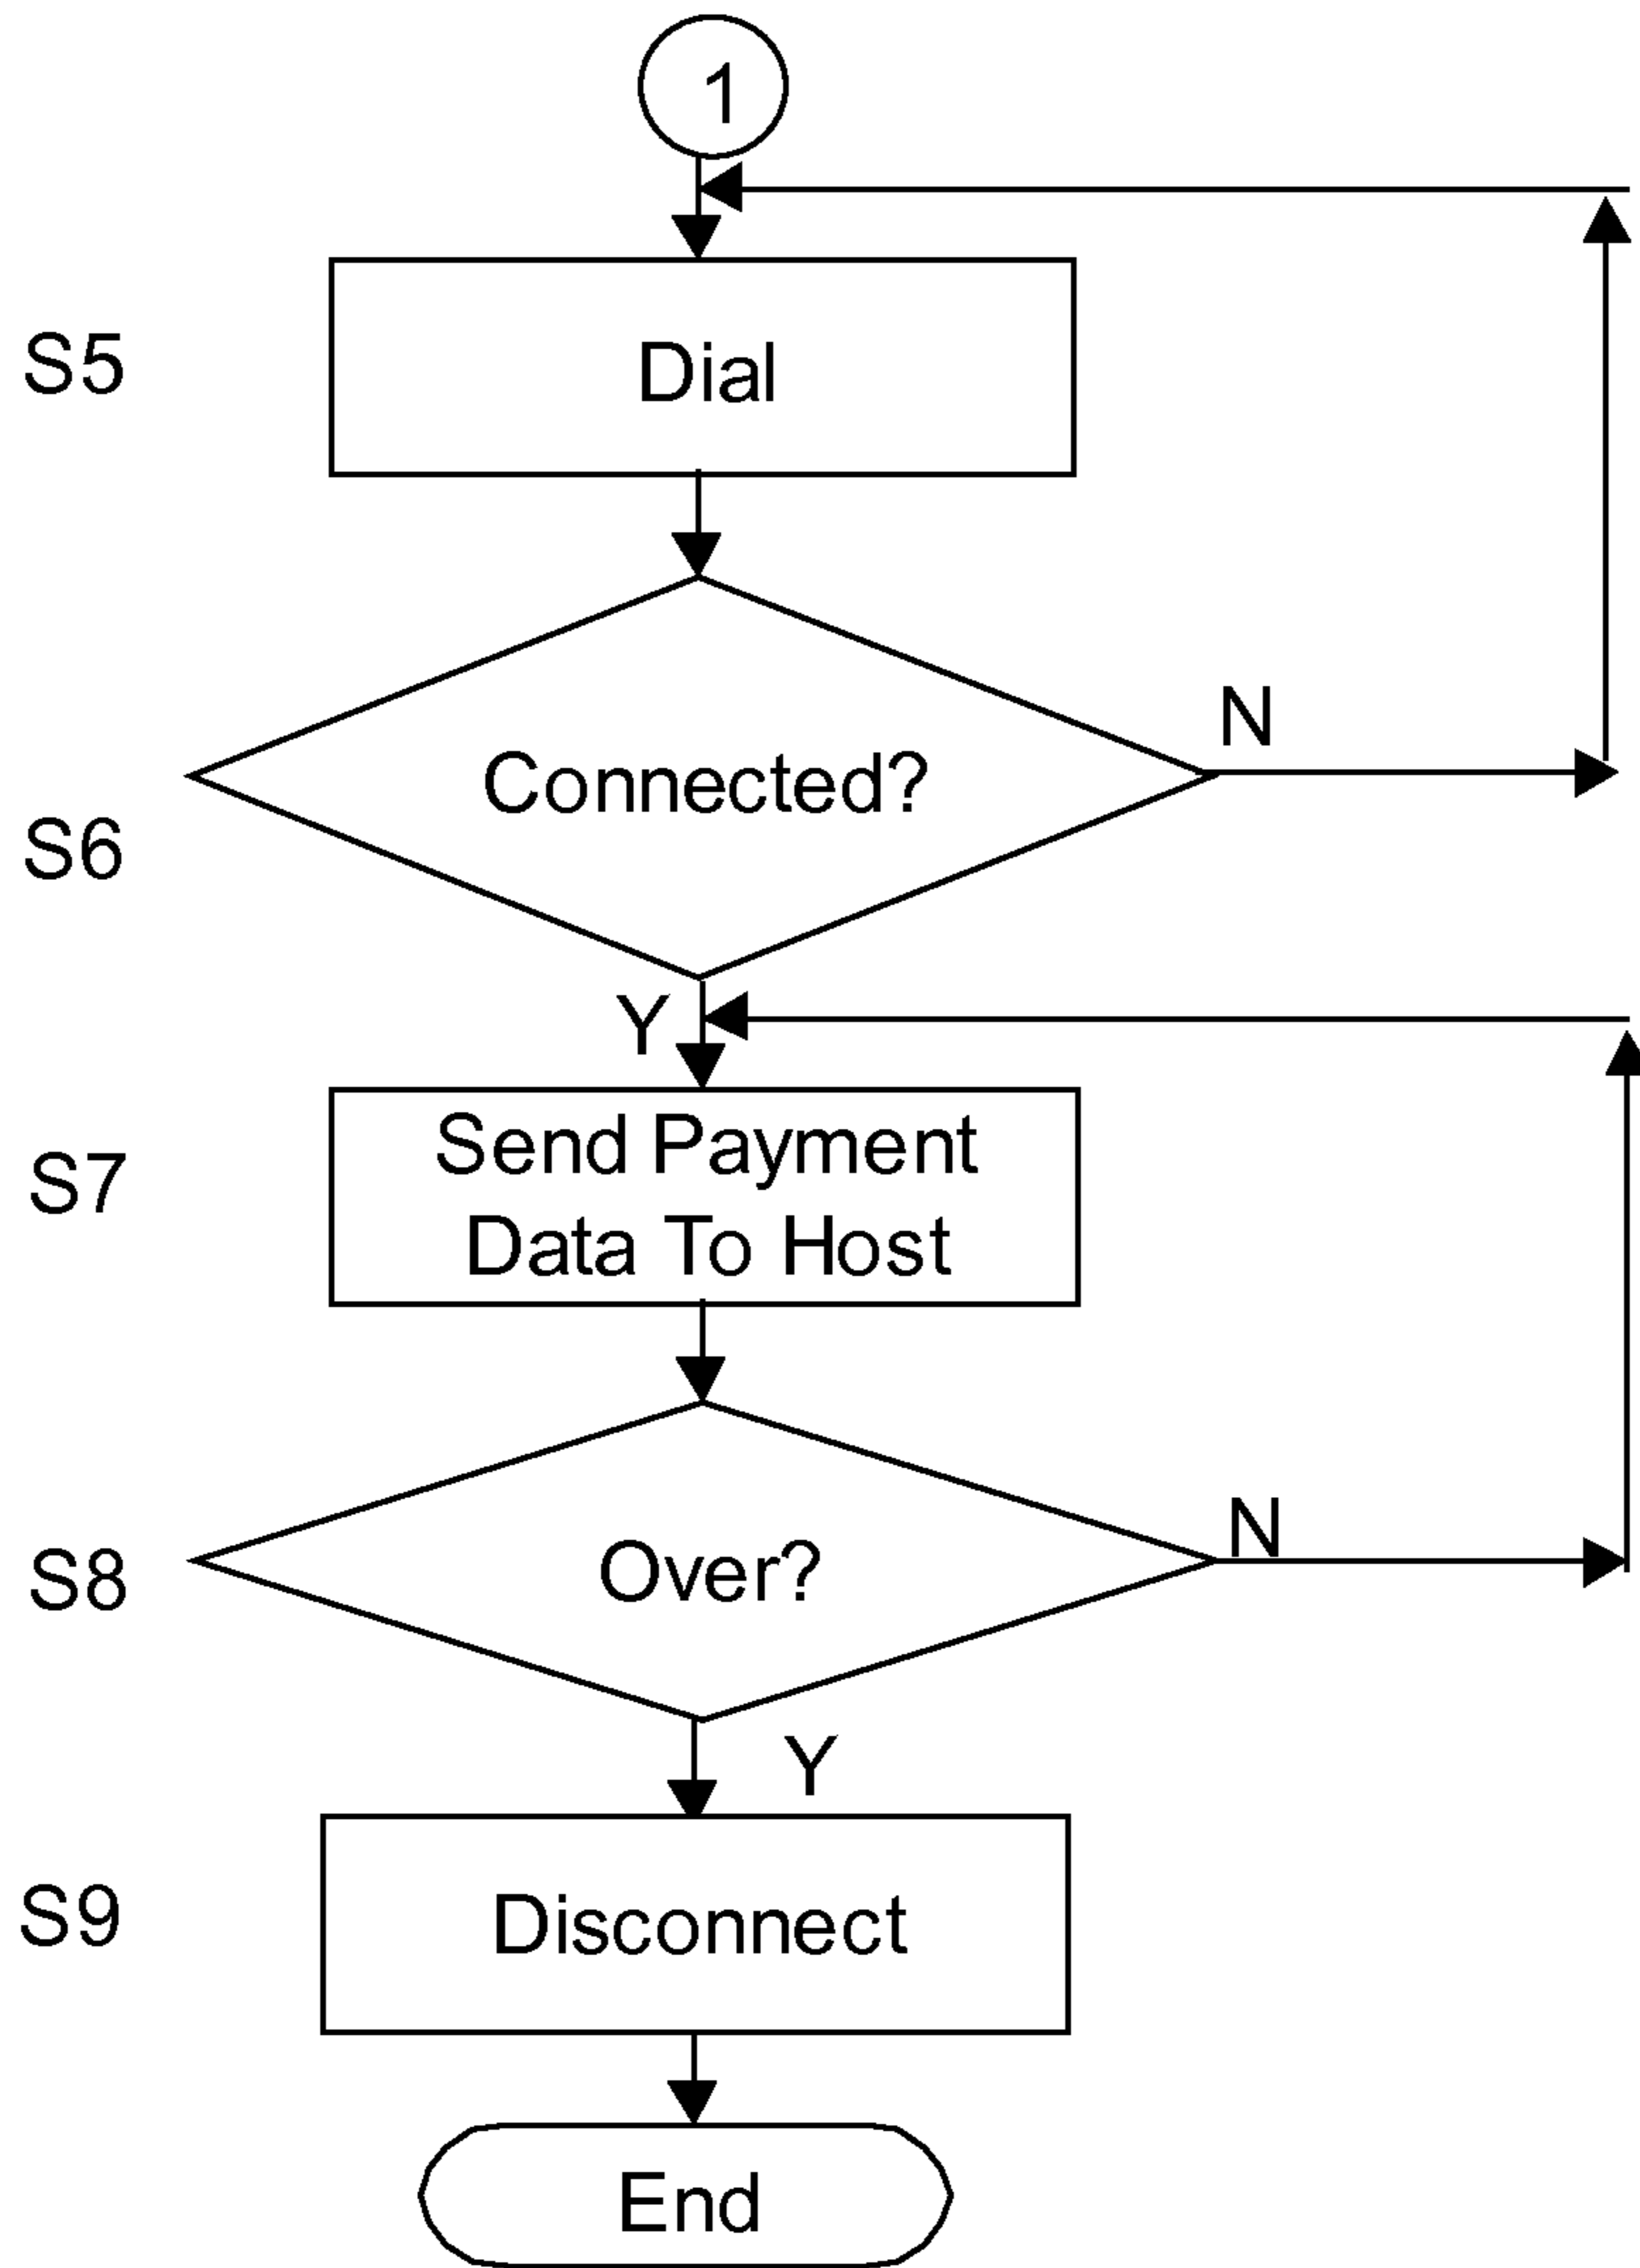 1
S5
Dial
N
Connected?
S6
Y
Send Payment
S7
Data To Host
N
S8
Over?
Y
S9
Disconnect
End